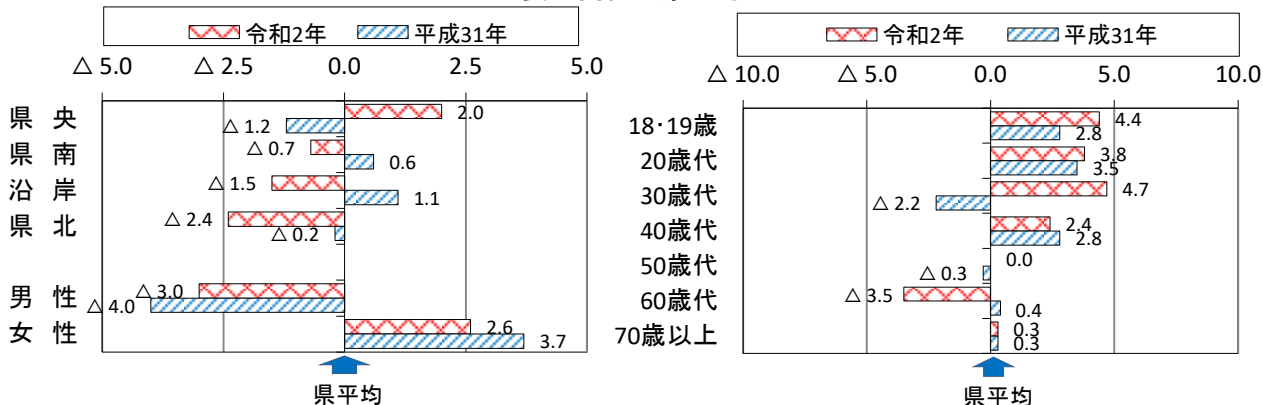 令和2年 平成31年
△ 5.0 △ 2.5 0.0 2.5 5.0
県央 2.0
△ 1.2
県南 △ 0.7
0.6
沿岸 △ 1.5
1.1
県北 △ 2.4
△ 0.2
男性 △ 3.0
△ 4.0
女性 2.6
3.7
県平均
令和2年 平成31年
△ 10.0 △ 5.0 0.0 5.0 10.0
18・19歳 4.4
2.8
20歳代 3.8
3.5
30歳代 4.7
△ 2.2
40歳代 2.4
2.8
50歳代 0.0
△ 0.3
60歳代 △ 3.5
0.4
70歳以上 0.3
0.3
県平均